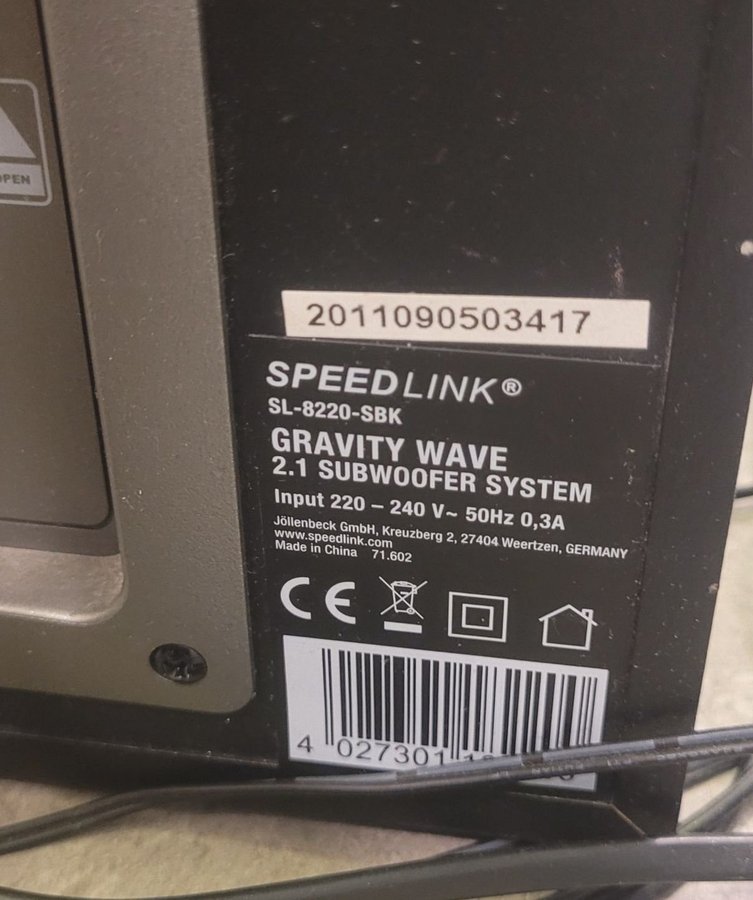 OPEN
2011090503417
SPEEDLINK®
SL-8220-SBK
GRAVITY WAVE
2.1 SUBWOOFER SYSTEM
Input 220 – 240 V~ 50Hz 0,3A
Jöllenbeck GmbH, Kreuzberg 2, 27404 Weertzen, GERMANY
www.speedlink.com
Made in China 71.602
CE
4 027301